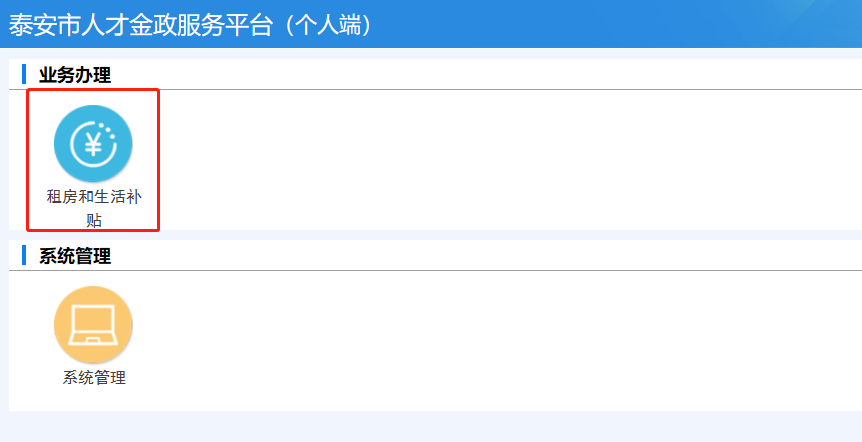 泰安市人才金政服务平台（个人端）
业务办理
¥
租房和生活补
贴
系统管理
系统管理